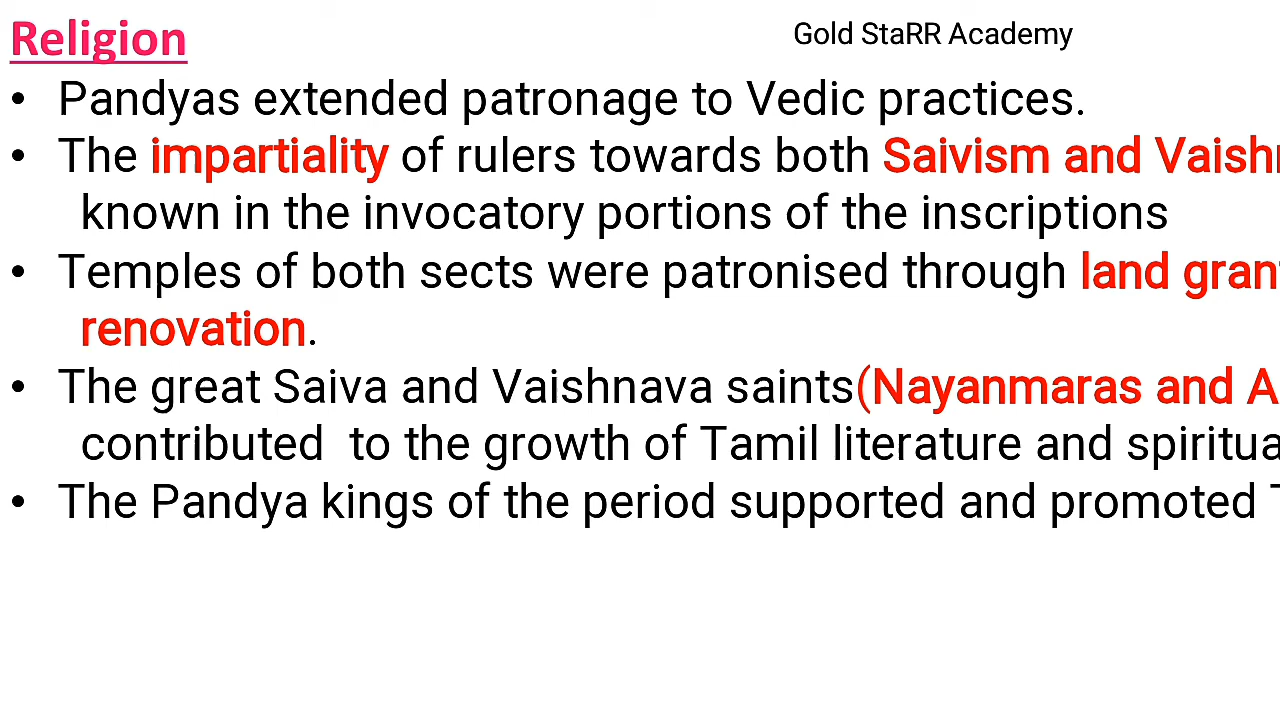 Religion
Gold StaRR Academy
• Pandyas extended patronage to Vedic practices.
• The impartiality of rulers towards both Saivism and
known in the invocatory portions of the inscriptions
• Temples of both sects were patronised through land
renovation.
• The great Saiva and Vaishnava saints(Nayanmaras and
contributed to the growth of Tamil literature and
• The Pandya kings of the period supported and promoted